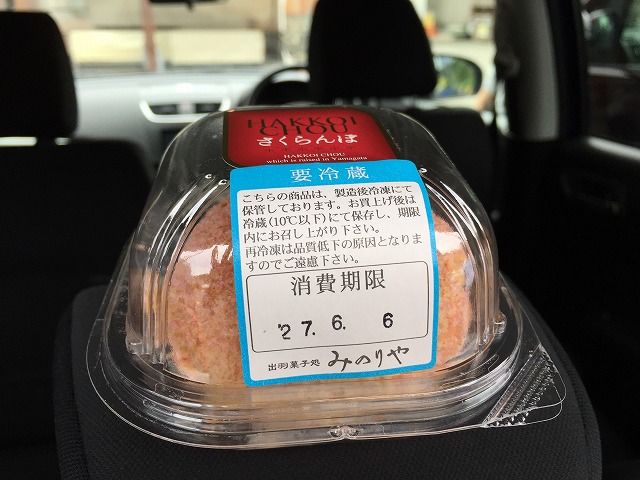 HAKKOI
CHOU
さくらんぼ
HAKKOI CHOU
which is raised in Yamagata
要冷蔵
こちらの商品は、製造後冷凍にて
保管しております。お買上げ後は
冷蔵(10℃以下)にて保存し、期限
内にお召し上がり下さい。
再冷凍は品質低下の原因となりま
すのでご遠慮下さい。
消費期限
'27. 6. 6
出羽菓子処 みのりや